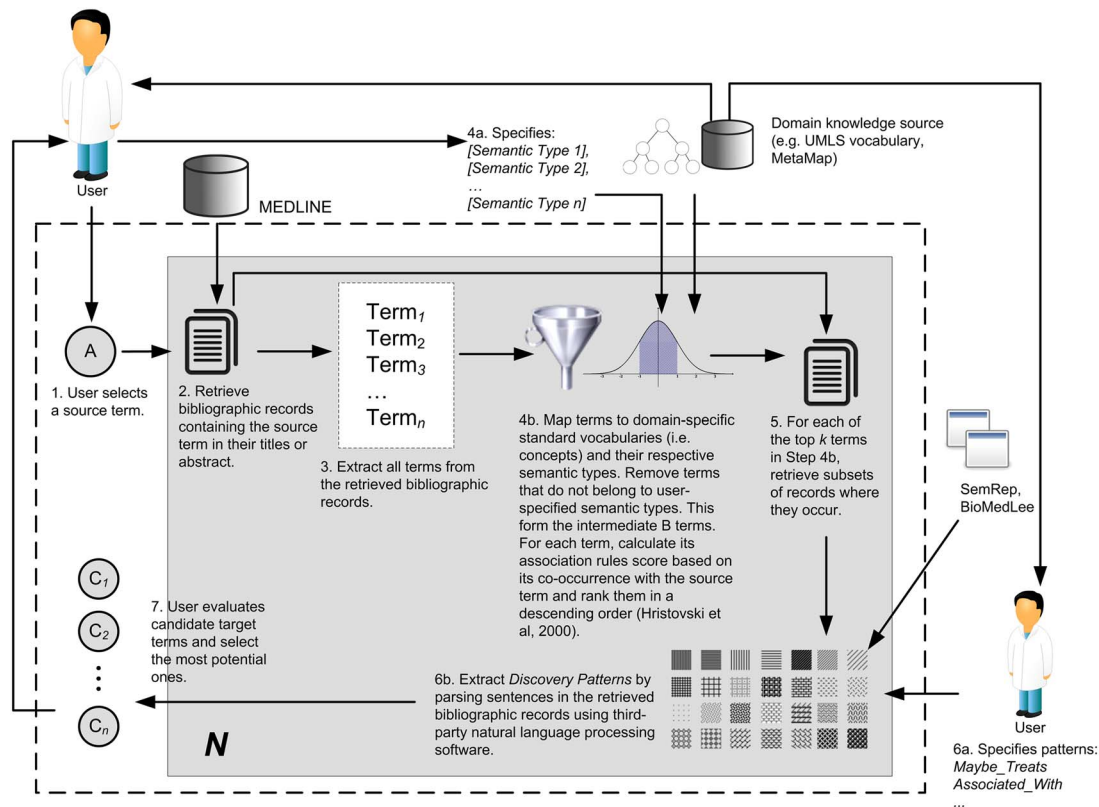 User
MEDLINE
4a. Specifies:
[Semantic Type 1],
[Semantic Type 2],
…
[Semantic Type n]
Domain knowledge source
(e.g. UMLS vocabulary,
MetaMap)
A
1. User selects
a source term.
2. Retrieve
bibliographic records
containing the source
term in their titles or
abstract.
Term1
Term2
Term3
…
Termn
3. Extract all terms from
the retrieved bibliographic
records.
4b. Map terms to domain-specific
standard vocabularies (i.e.
concepts) and their respective
semantic types. Remove terms
that do not belong to user-
specified semantic types. This
form the intermediate B terms.
For each term, calculate its
association rules score based on
its co-occurrence with the source
term and rank them in a
descending order (Hristovski et
al, 2000).
5. For each of
the top k terms
in Step 4b,
retrieve subsets
of records where
they occur.
SemRep,
BioMedLee
User
6a. Specifies patterns:
Maybe_Treats
Associated_With
...
6b. Extract Discovery Patterns by
parsing sentences in the retrieved
bibliographic records using third-
party natural language processing
software.
7. User evaluates
candidate target
terms and select
the most potential
ones.
C1
C2
Cn
N